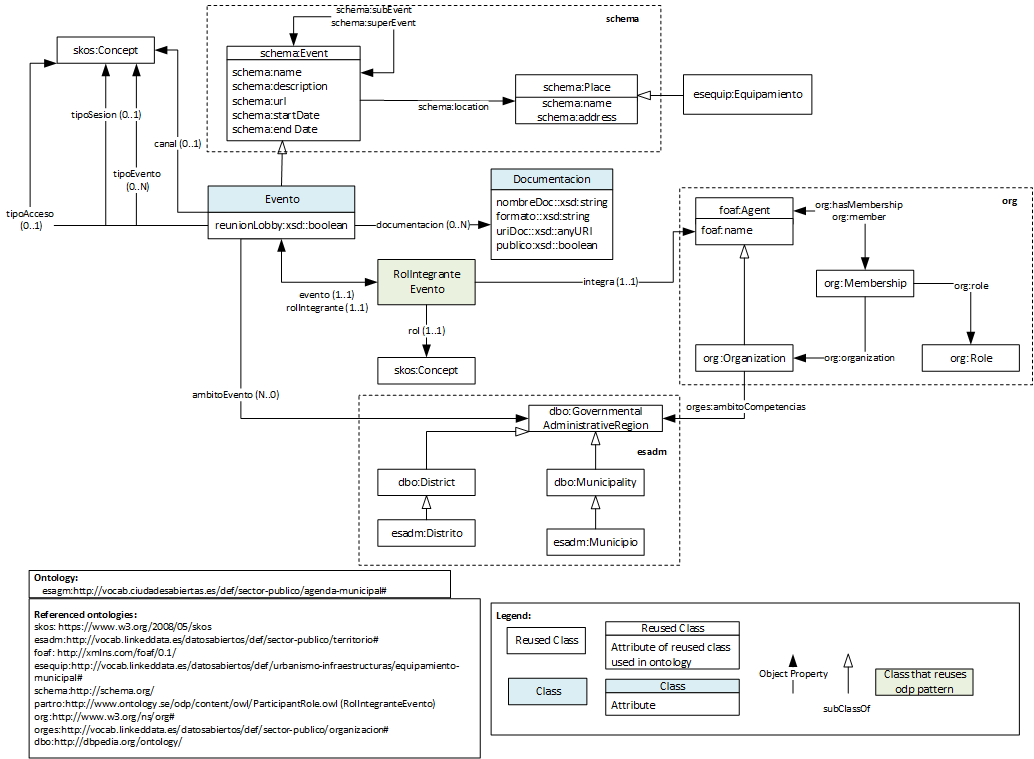 schema:subEvent
schema:superEvent
schema
skos:Concept
schema:Event
schema:name
schema:description
schema:url
schema:startDate
schema:end Date
schema:location
schema:Place
schema:name
schema:address
esequip:Equipamiento
tipoSesion (0..1)
canal (0..1)
tipoEvento
(0..N)
tipoAcceso
(0..1)
Evento
reunionLobby:xsd::boolean
documentacion (0..N)
Documentacion
nombreDoc::xsd:string
formato::xsd:string
uriDoc::xsd::anyURI
publico:xsd::boolean
org
foaf:Agent
foaf:name
org:hasMembership
org:member
org:Membership
org:role
org:Organization
org:organization
org:Role
RolIntegrante
Evento
integra (1..1)
evento (1..1)
rolIntegrante (1..1)
rol (1..1)
skos:Concept
ambitoEvento (N..0)
orges:ambitoCompetencias
dbo:Governmental
AdministrativeRegion
esadm
dbo:District
dbo:Municipality
esadm:Distrito
esadm:Municipio
Ontology:
esagm:http://vocab.ciudadesabiertas.es/def/sector-publico/agenda-municipal#
Referenced ontologies:
skos: https://www.w3.org/2008/05/skos
esadm:http://vocab.linkeddata.es/datosabiertos/def/sector-publico/territorio#
foaf: http://xmlns.com/foaf/0.1/
esequip:http://vocab.linkeddata.es/datosabiertos/def/urbanismo-infraestructuras/equipamiento-
municipal#
schema:http://schema.org/
partro:http://www.ontology.se/odp/content/owl/ParticipantRole.owl (RolIntegranteEvento)
org:http://www.w3.org/ns/org#
orges:http://vocab.linkeddata.es/datosabiertos/def/sector-publico/organizacion#
dbo:http://dbpedia.org/ontology/
Legend:
Reused Class
Reused Class
Attribute of reused class
used in ontology
Class
Class
Attribute
Object Property
subClassOf
Class that reuses
odp pattern